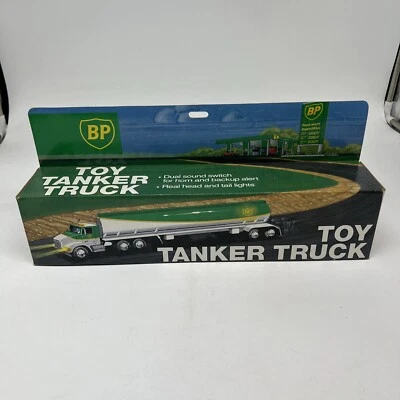 BP
BP
TOY
TANKER
TRUCK
• Dual sound switch
for horn and backup alert
• Real head and tail lights
TOY
TANKER TRUCK